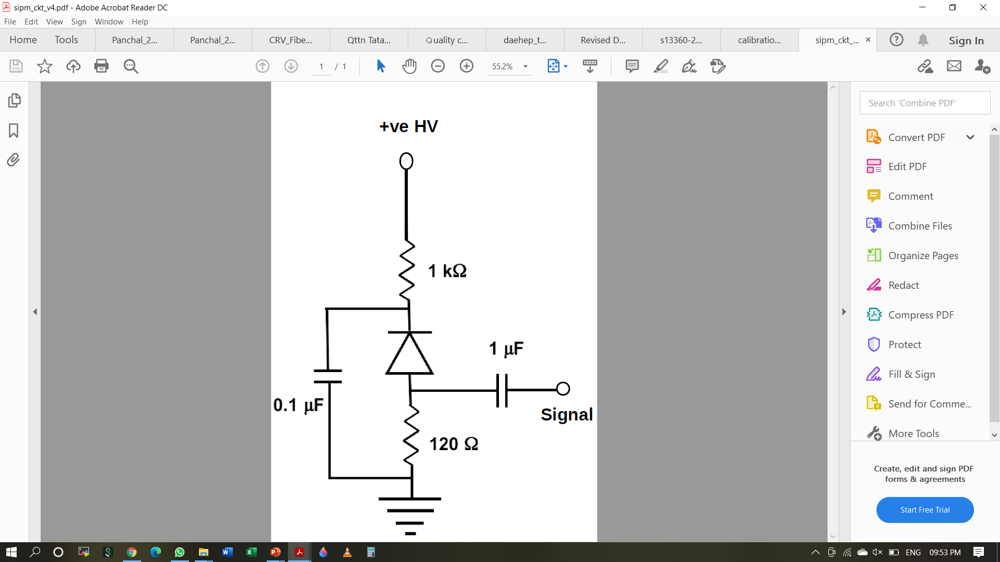 sipm_ckt_v4.pdf - Adobe Acrobat Reader DC
File Edit View Sign Window Help
Home Tools Panchal_2... Panchal_2... CRV_Fibe... Qttn Tata... Quality c... daehep_t... Revised D... s13360-2... calibratio... sipm_ckt_... × Sign In
1 / 1 55.2%
Search 'Combine PDF'
Convert PDF
Edit PDF
Comment
Combine Files
Organize Pages
Redact
Compress PDF
Protect
Fill & Sign
Send for Comme...
More Tools
Create, edit and sign PDF
forms & agreements
Start Free Trial
+ve HV
1 kΩ
1 µF
0.1 µF
Signal
120 Ω
ENG 09:53 PM